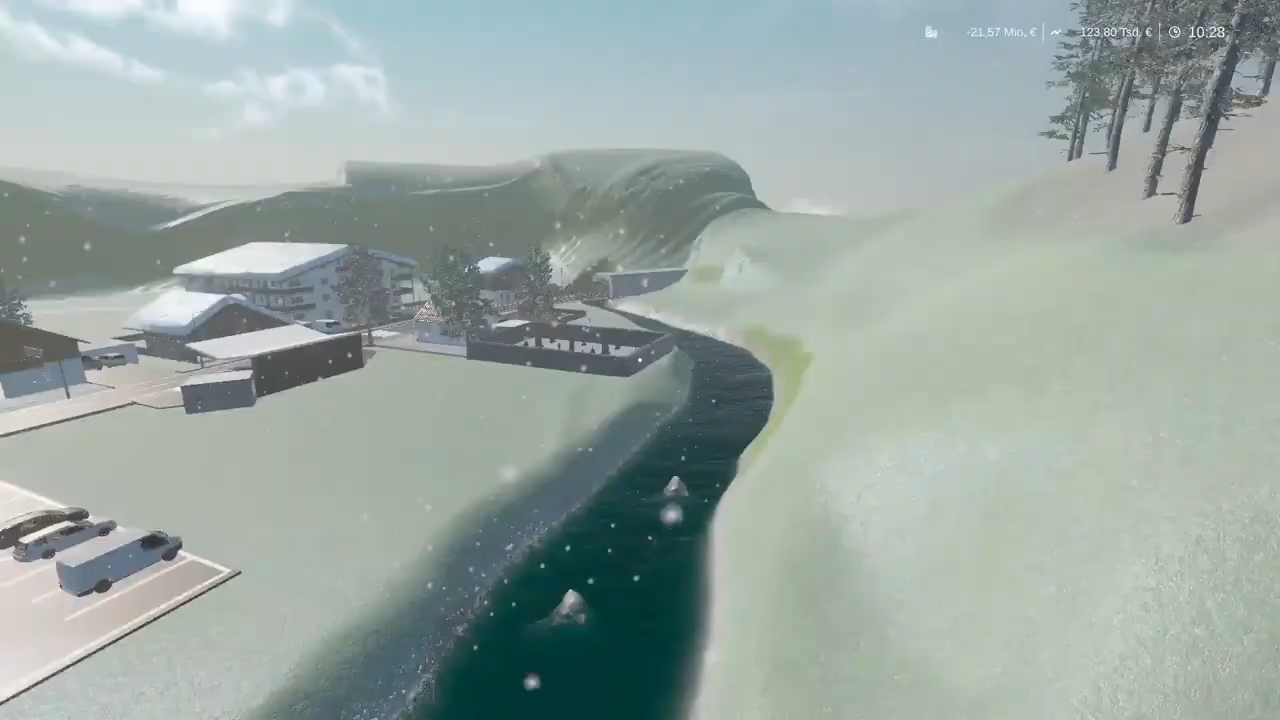 -21,57 Mio, € 123,80 Tsd, € 10:28